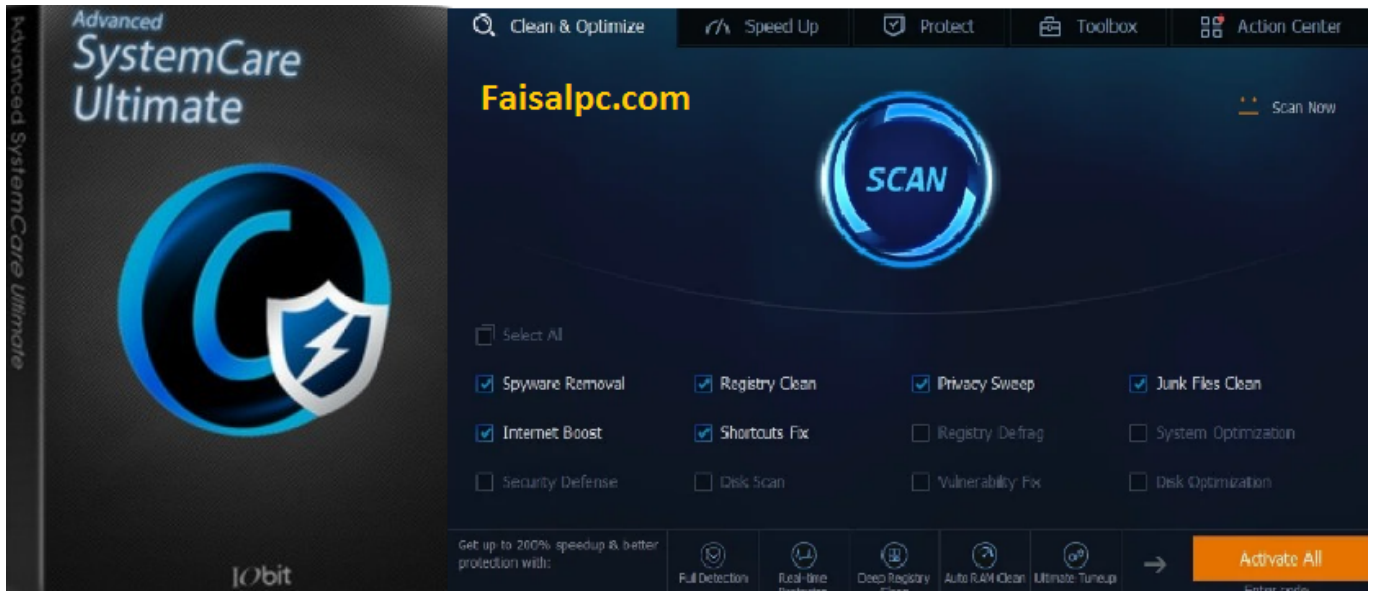 Advanced SystemCare Ultimate
Advanced
SystemCare
Ultimate
IObit
Clean & Optimize
Speed Up
Protect
Toolbox
Action Center
Faisalpc.com
Scan Now
SCAN
Select All
Spyware Removal
Registry Clean
Privacy Sweep
Junk Files Clean
Internet Boost
Shortcuts Fix
Registry Defrag
System Optimization
Security Defense
Disk Scan
Vulnerability Fix
Disk Optimization
Get up to 200% speedup & better
protection with:
Full Detection
Real-time
Deep Registry
Clean
Auto RAM Clean
Ultimate Tuneup
Activate All
Enter code